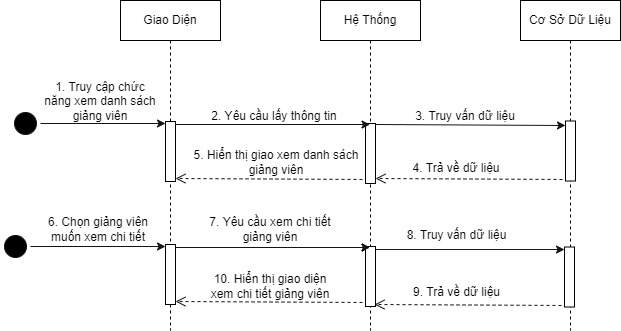 Giao Diện
Hệ Thống
Cơ Sở Dữ Liệu
1. Truy cập chức
năng xem danh sách
giảng viên
2. Yêu cầu lấy thông tin
3. Truy vấn dữ liệu
5. Hiển thị giao xem danh sách
giảng viên
4. Trả về dữ liệu
6. Chọn giảng viên
muốn xem chi tiết
7. Yêu cầu xem chi tiết
giảng viên
8. Truy vấn dữ liệu
10. Hiển thị giao diện
xem chi tiết giảng viên
9. Trả về dữ liệu